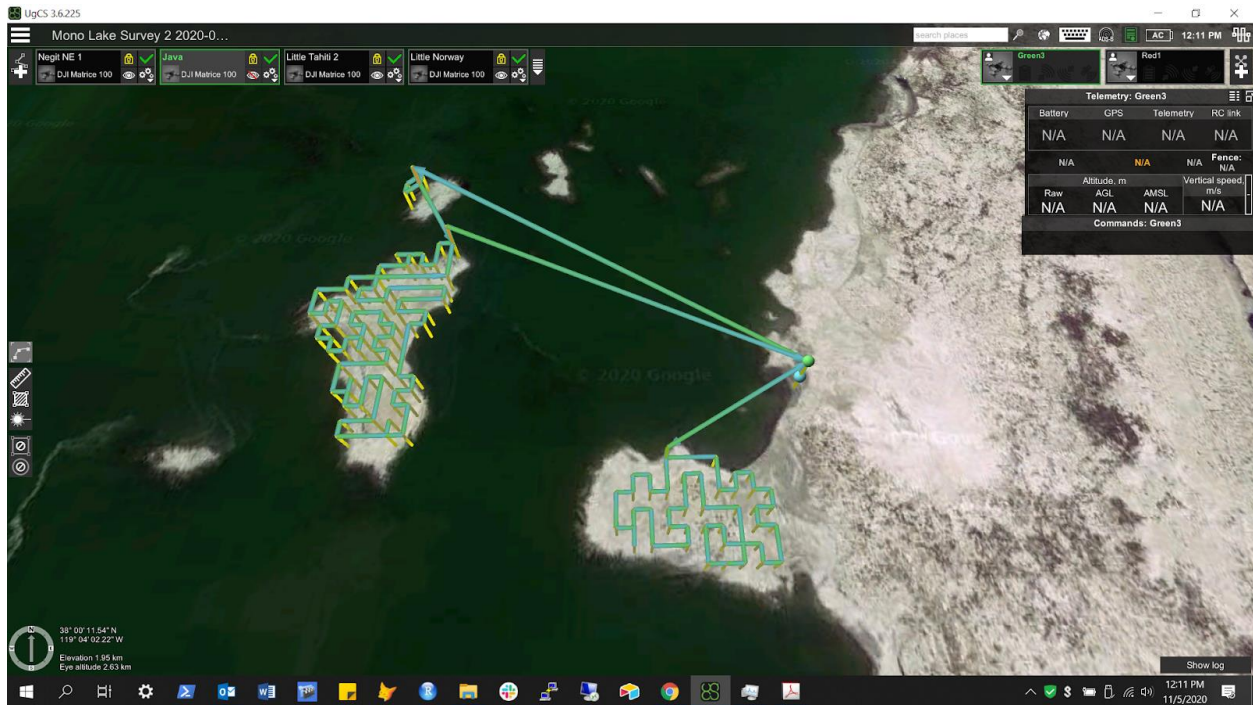 UgCS 3.6.225
Mono Lake Survey 2 2020-0...
search places
AC
12:11 PM
Negit NE 1
DJI Matrice 100
Java
DJI Matrice 100
Little Tahiti 2
DJI Matrice 100
Little Norway
DJI Matrice 100
Green3
Red1
Telemetry: Green3
Battery GPS Telemetry RC link
N/A N/A N/A N/A
N/A N/A N/A Fence: N/A
Altitude, m Vertical speed, m/s
Raw AGL AMSL
N/A N/A N/A N/A
Commands: Green3
© 2020 Google
© 2020 Google
© 2020 Google
N
S
38° 00' 11.54" N
119° 04' 02.22" W
Elevation 1.95 km
Eye altitude 2.63 km
Show log
12:11 PM
11/5/2020